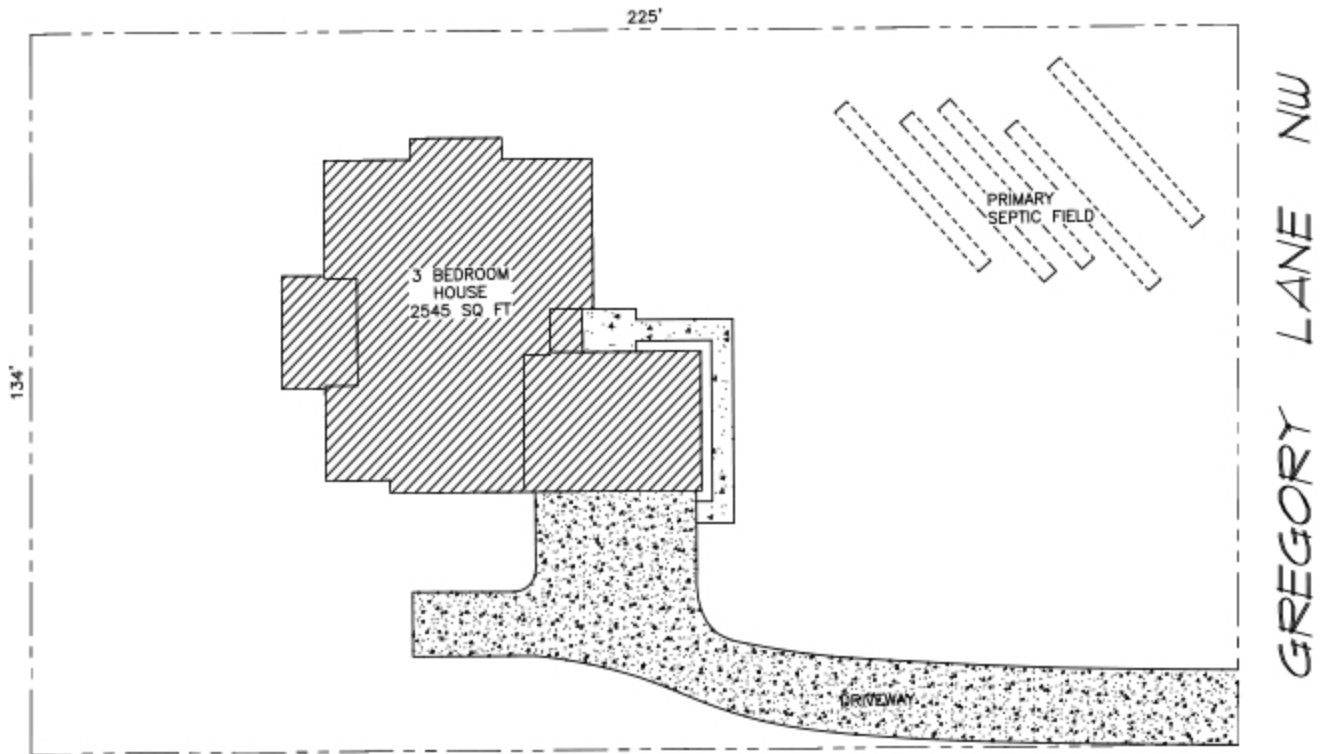 225'
PRIMARY
SEPTIC FIELD
3 BEDROOM
HOUSE
2545 SQ FT
134'
DRIVEWAY
GREGORY LANE NW